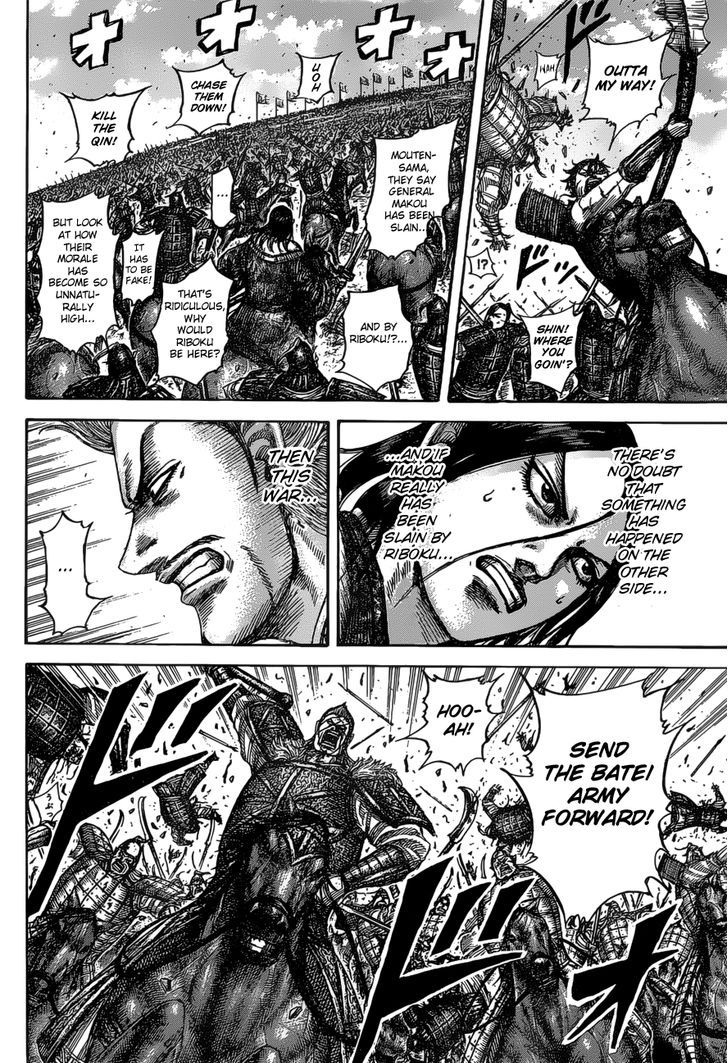 OUTTA
MY WAY!
WAH
ド
ド
!?
SHIN!
WHERE
YOU
GOIN'?
オ
オ
オ
オ
UOH
CHASE
THEM
DOWN!
KILL
THE
QIN!
MOUTEN-
SAMA,
THEY SAY
GENERAL
MAKOU
HAS BEEN
SLAIN...
AND BY
RIBOKU!?...
...
THAT'S
RIDICULOUS,
WHY
WOULD
RIBOKU
BE HERE?
IT
HAS
TO BE
FAKE!
BUT LOOK
AT HOW
THEIR
MORALE
HAS
BECOME SO
UNNATU-
RALLY
HIGH...
THERE'S
NO DOUBT
THAT
SOMETHING
HAS
HAPPENED
ON THE
OTHER
SIDE...
...AND IF
MAKOU
REALLY
HAS
BEEN
SLAIN BY
RIBOKU...
THEN
THIS
WAR...
...
SEND
THE BATEI
ARMY
FORWARD!
HOO-
AH!
ド
ド
オ